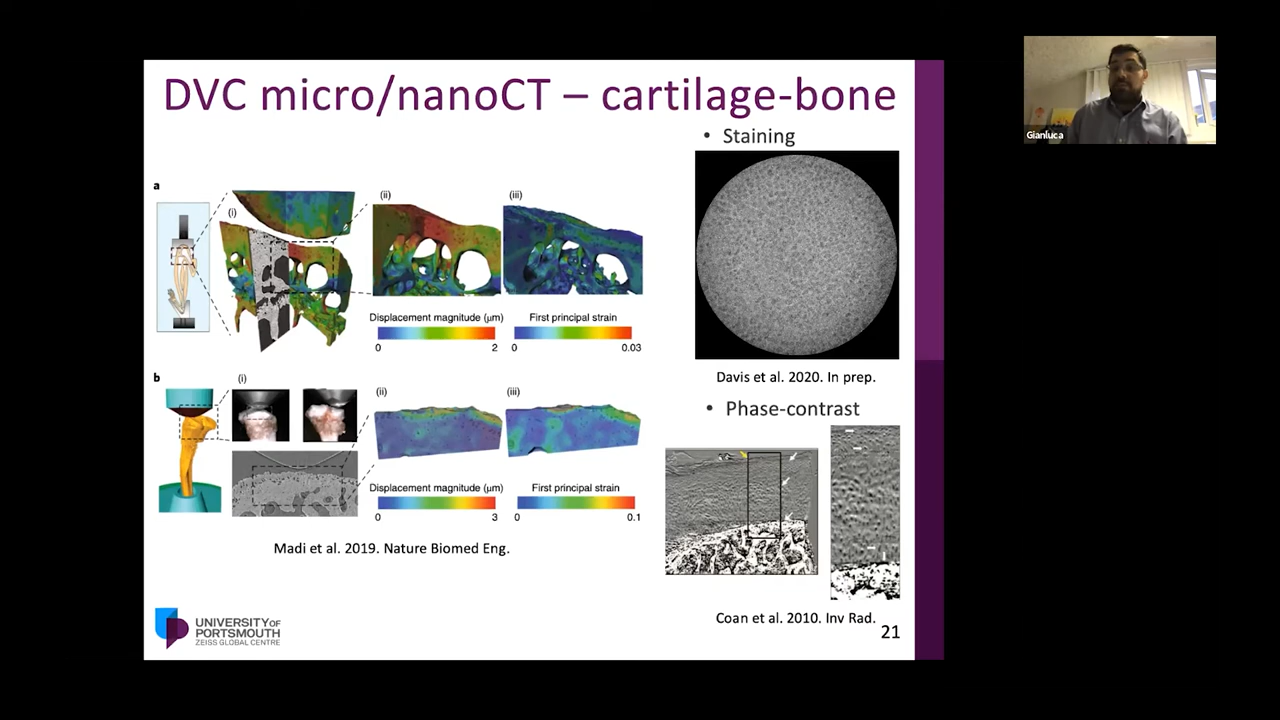 DVC micro/nanoCT – cartilage-bone
• Staining
a
(i)
(ii)
(iii)
Displacement magnitude (μm)
0
2
First principal strain
0
0.03
Davis et al. 2020. In prep.
b
(i)
(ii)
(iii)
Displacement magnitude (μm)
0
3
First principal strain
0
0.1
Madi et al. 2019. Nature Biomed Eng.
• Phase-contrast
Coan et al. 2010. Inv Rad.
UNIVERSITY OF
PORTSMOUTH
ZEISS GLOBAL CENTRE
21
Gianluca